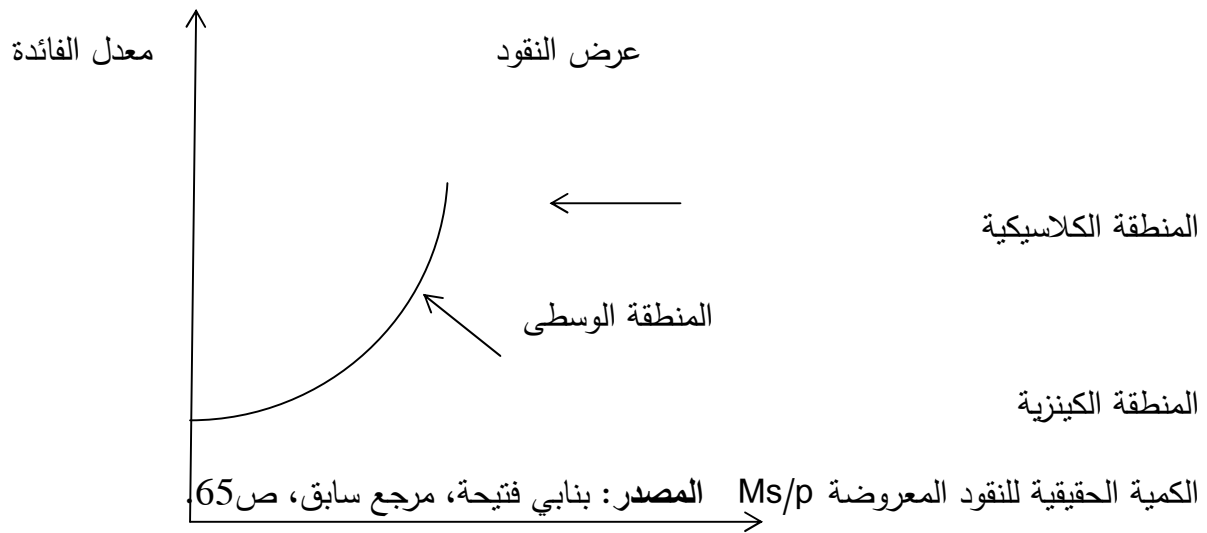 معدل الفائدة عرض النقود
المنطقة الكلاسيكية
المنطقة الوسطى
المنطقة الكينزية
الكمية الحقيقية للنقود المعروضة Ms/p المصدر: بنابي فتيحة، مرجع سابق، ص65.